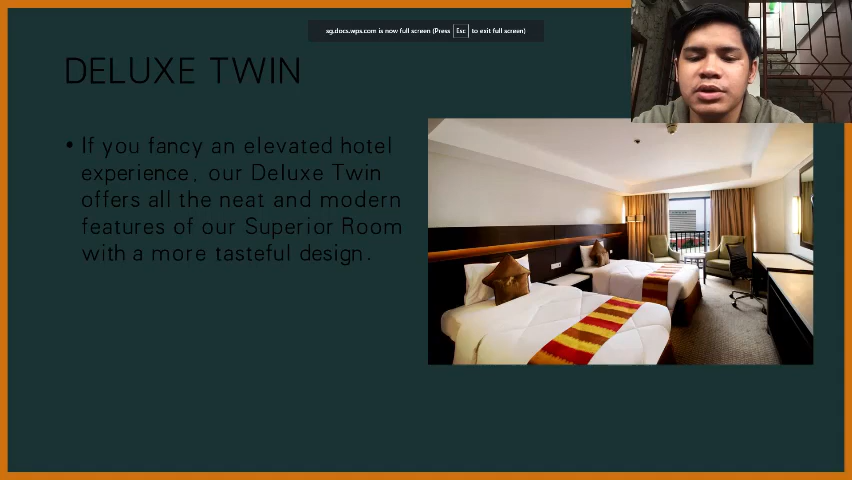 sg.docs.wps.com is now full screen (Press Esc to exit full screen)
DELUXE TWIN
• If you fancy an elevated hotel
experience, our Deluxe Twin
offers all the neat and modern
features of our Superior Room
with a more tasteful design.